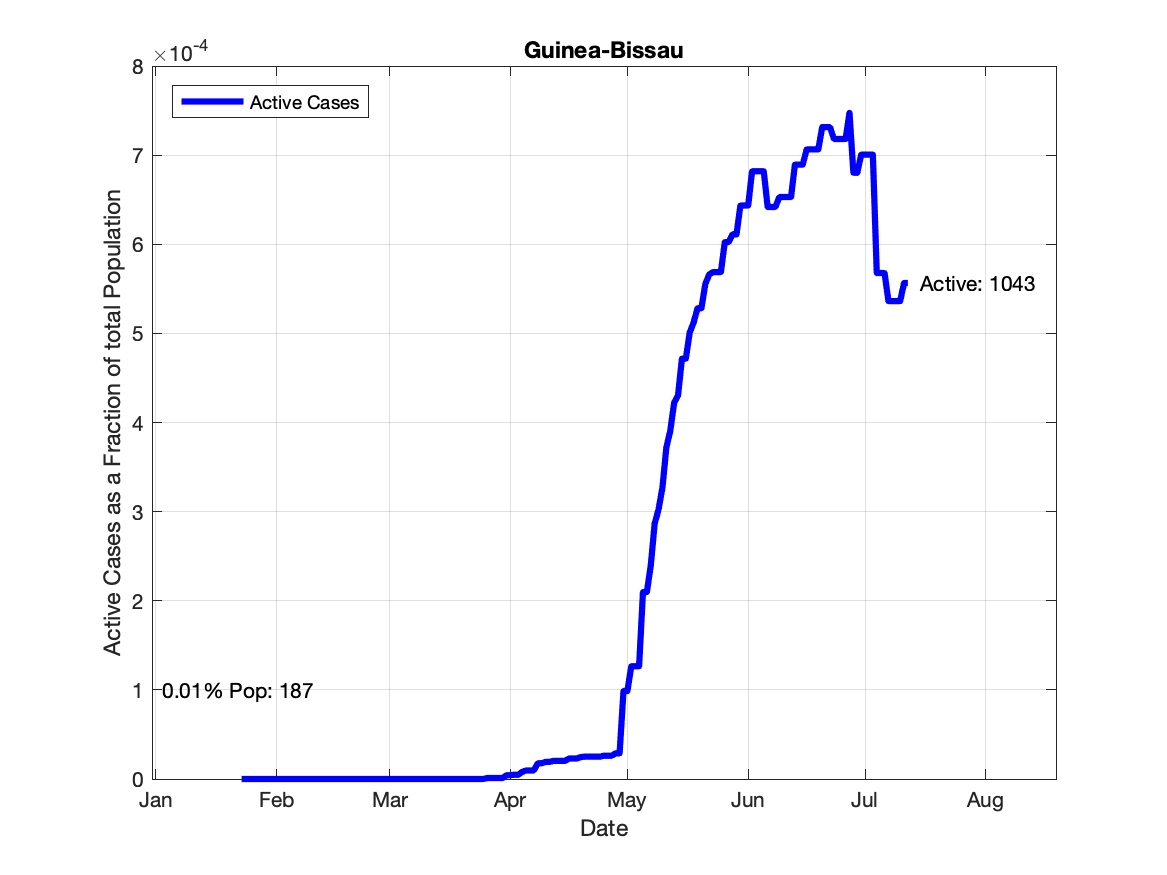 Guinea-Bissau
×10-4
Active Cases
8
7
6
5
4
3
2
1
0
Active Cases as a Fraction of total Population
Active: 1043
0.01% Pop: 187
Jan Feb Mar Apr May Jun Jul Aug
Date